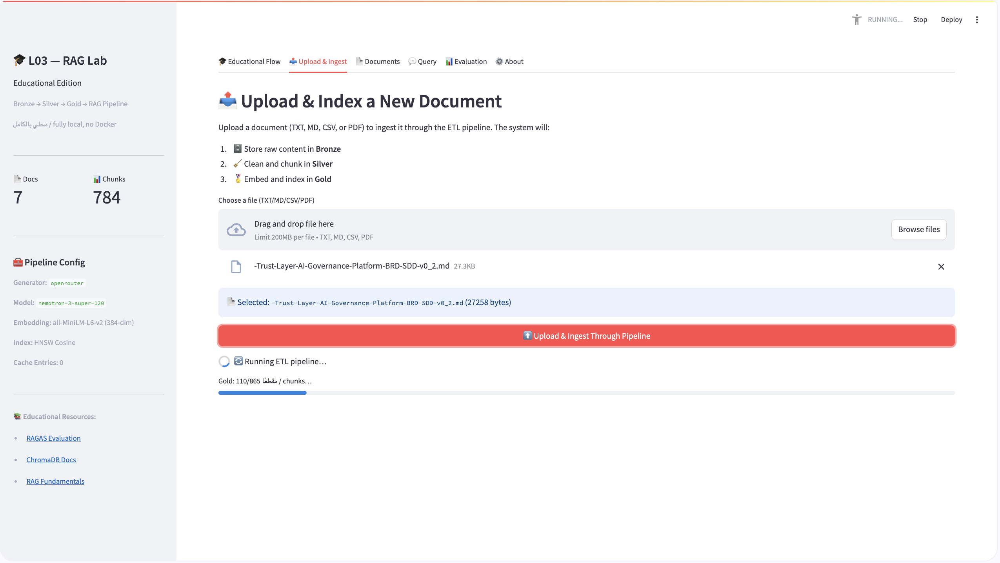 RUNNING...
Stop
Deploy
L03 — RAG Lab
Educational Edition
Bronze → Silver → Gold → RAG Pipeline
محلي بالكامل / fully local, no Docker
Docs
7
Chunks
784
Pipeline Config
Generator: openrouter
Model: nemotron-3-super-120
Embedding: all-MiniLM-L6-v2 (384-dim)
Index: HNSW Cosine
Cache Entries: 0
Educational Resources:
RAGAS Evaluation
ChromaDB Docs
RAG Fundamentals
Educational Flow
Upload & Ingest
Documents
Query
Evaluation
About
Upload & Index a New Document
Upload a document (TXT, MD, CSV, or PDF) to ingest it through the ETL pipeline. The system will:
1. Store raw content in Bronze
2. Clean and chunk in Silver
3. Embed and index in Gold
Choose a file (TXT/MD/CSV/PDF)
Drag and drop file here
Limit 200MB per file • TXT, MD, CSV, PDF
Browse files
-Trust-Layer-AI-Governance-Platform-BRD-SDD-v0_2.md 27.3KB
Selected: -Trust-Layer-AI-Governance-Platform-BRD-SDD-v0_2.md (27258 bytes)
Upload & Ingest Through Pipeline
Running ETL pipeline…
Gold: 110/865 مقطعًا / chunks…